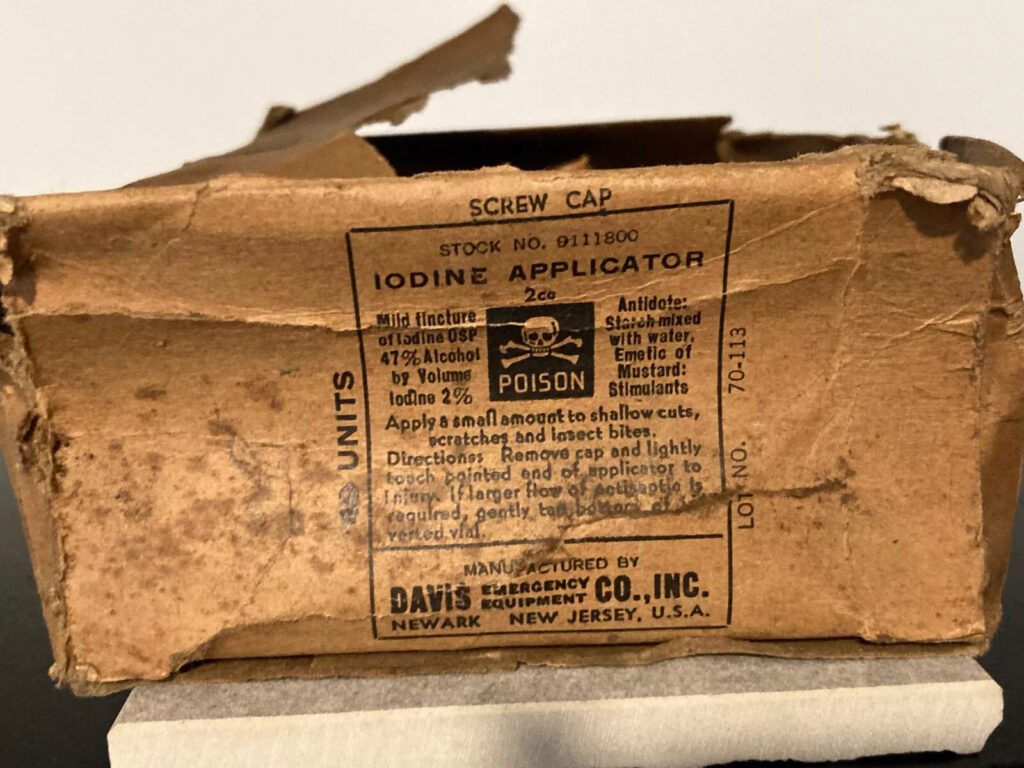 SCREW CAP
STOCK NO. 9111800
IODINE APPLICATOR
2cc
Mild Tincture
of Iodine USP
47% Alcohol
by Volume
Iodine 2%
POISON
Antidote:
Starch mixed
with water,
Emetic of
Mustard:
Stimulants
Apply a small amount to shallow cuts,
scratches and insect bites.
Directions: Remove cap and lightly
touch pointed end of applicator to
injury. If larger flow of antiseptic is
required, gently tap bottom of
verted vial.
MANUFACTURED BY
DAVIS EMERGENCY EQUIPMENT CO., INC.
NEWARK NEW JERSEY, U.S.A.
UNITS
LOT NO. 70-113